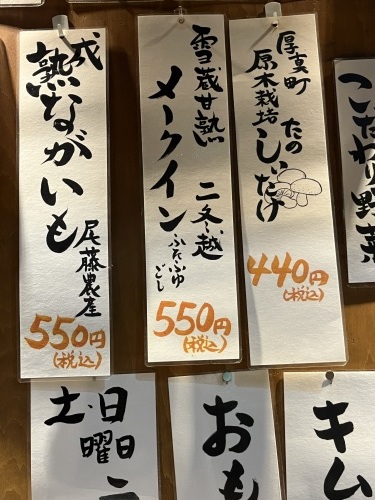 こだわり野菜
厚真町
たの
原木栽培
しいたけ
440円
(税込)
雪蔵甘熟
メークイン
二冬越
ふたふゆ
ごし
550円
(税込)
成熟ながいも
尾藤農産
550円
(税込)
キム
おも
土・日
曜日